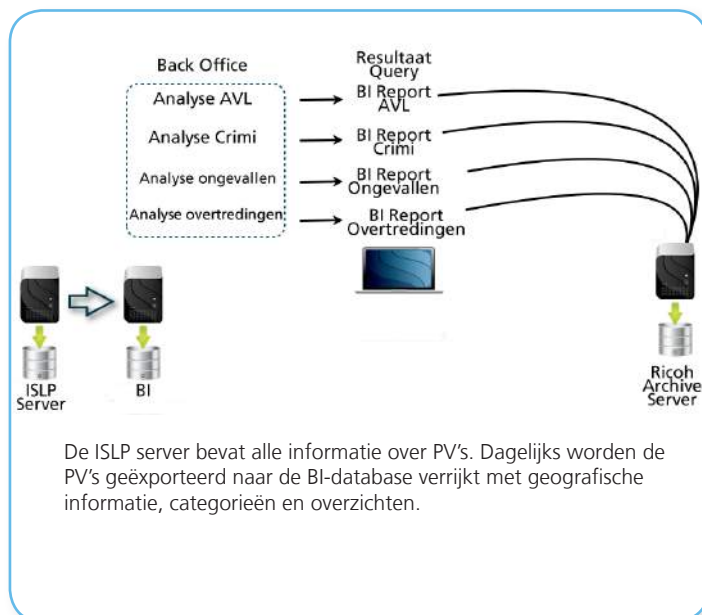 Back Office
Analyse AVL
Analyse Crimi
Analyse ongevallen
Analyse overtredingen
Resultaat
Query
BI Report
AVL
BI Report
Crimi
BI Report
Ongevallen
BI Report
Overtredingen
ISLP
Server
BI
Ricoh
Archive
Server
De ISLP server bevat alle informatie over PV's. Dagelijks worden de
PV's geëxporteerd naar de BI-database verrijkt met geografische
informatie, categorieën en overzichten.